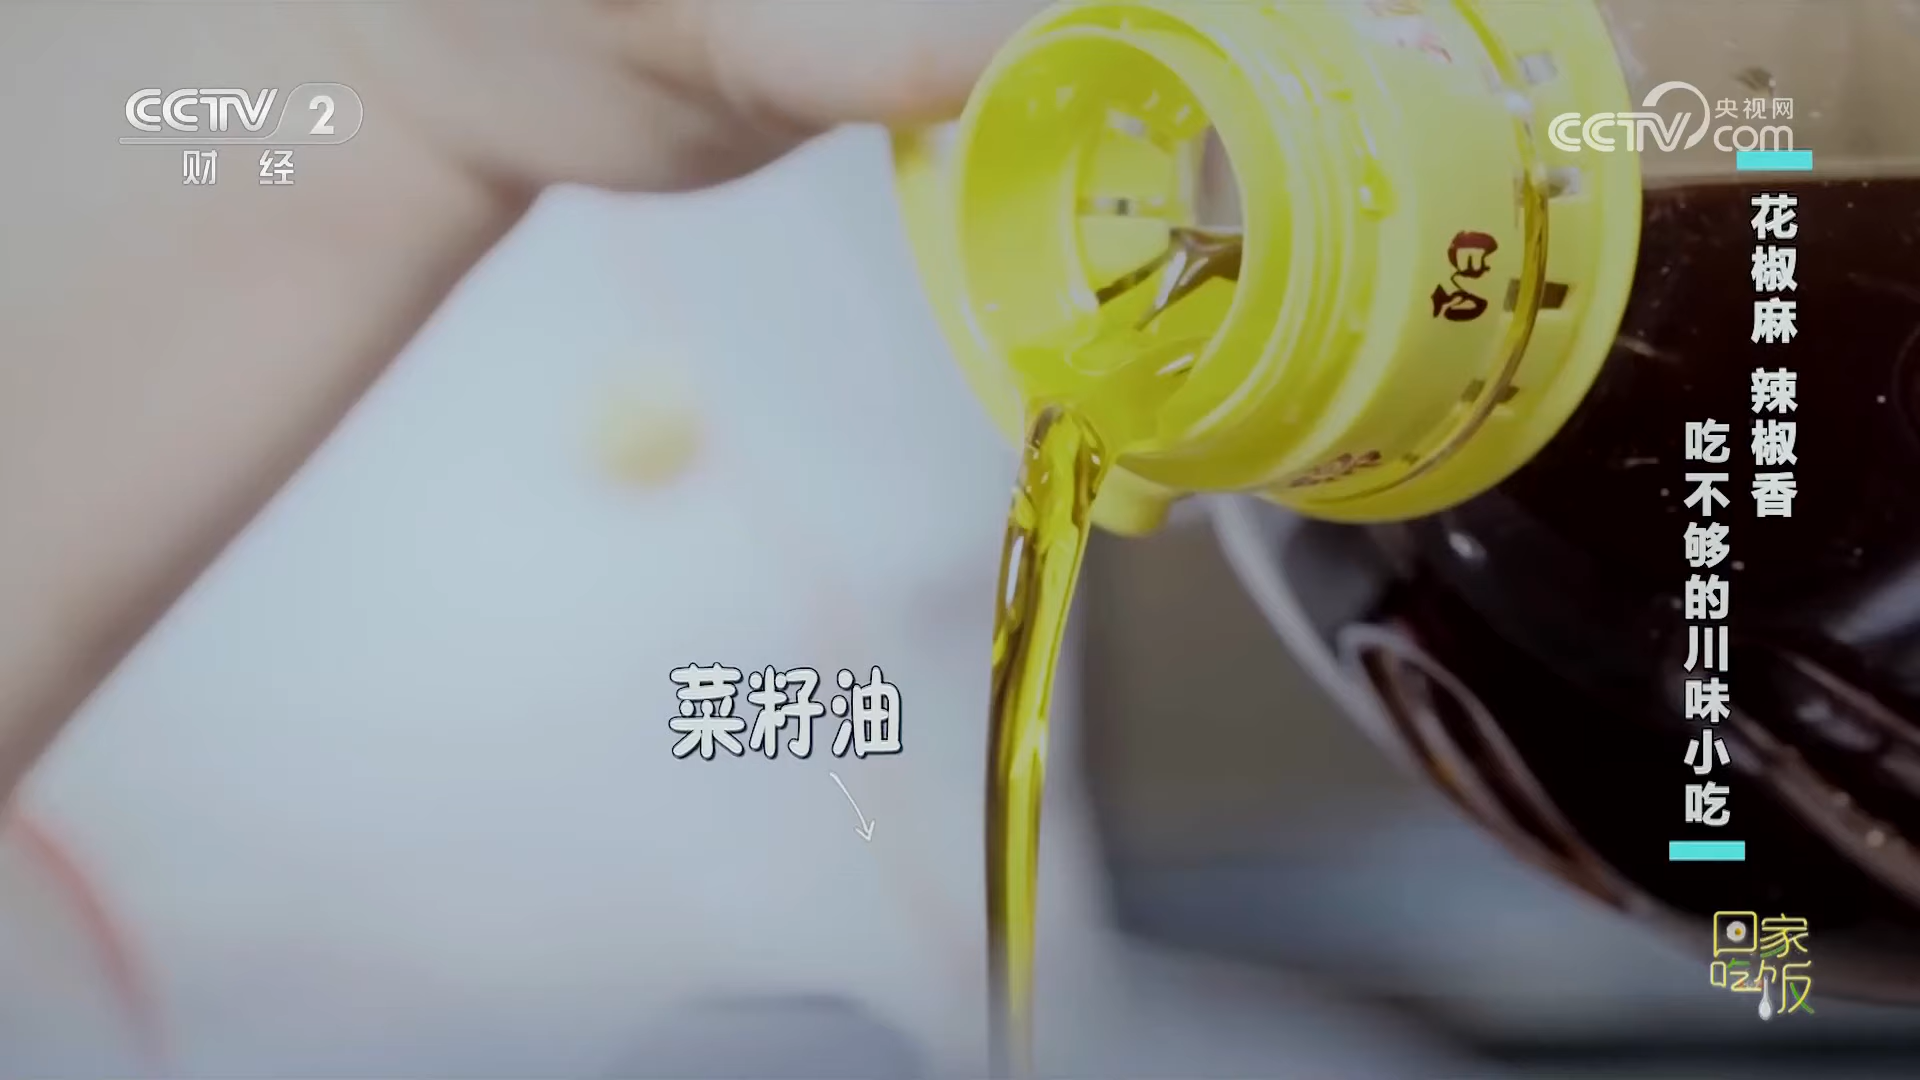 CCTV 2
财 经
央视网
CCTV com
花椒麻 辣椒香
吃不够的川味小吃
菜籽油
回家
吃饭